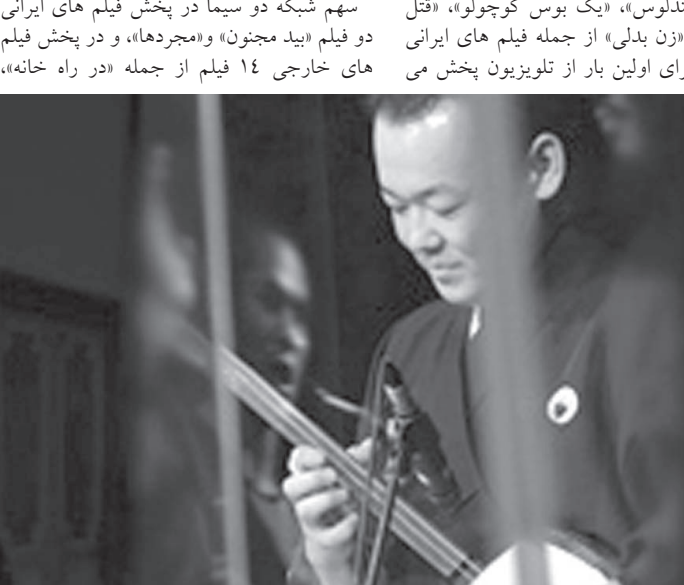 ندلوس»، «یک بوس کوچولو»، «قتل
«زن بدلی» از جمله فیلم های ایرانی
رای اولین بار از تلویزیون پخش می
سهم شبکه دو سیما در پخش فیلم های ایرانی
دو فیلم «بید مجنون» و«مجردها»، و در پخش فیلم
های خارجی ۱٤ فیلم از جمله «در راه خانه»،